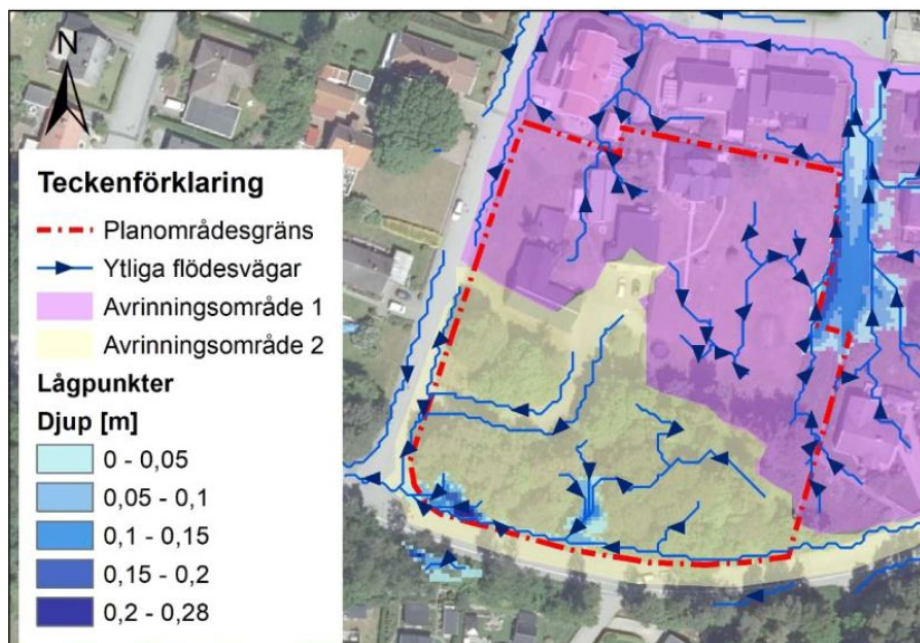 N
Teckenförklaring
Planområdesgräns
Ytliga flödesvägar
Avrinningsområde 1
Avrinningsområde 2
Lågpunkter
Djup [m]
0 - 0,05
0,05 - 0,1
0,1 - 0,15
0,15 - 0,2
0,2 - 0,28